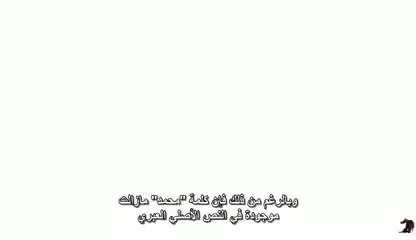 وبالرغم من ذلك فإن كلمة "محمد" مازالت
موجودة في النص الأصلي العبري